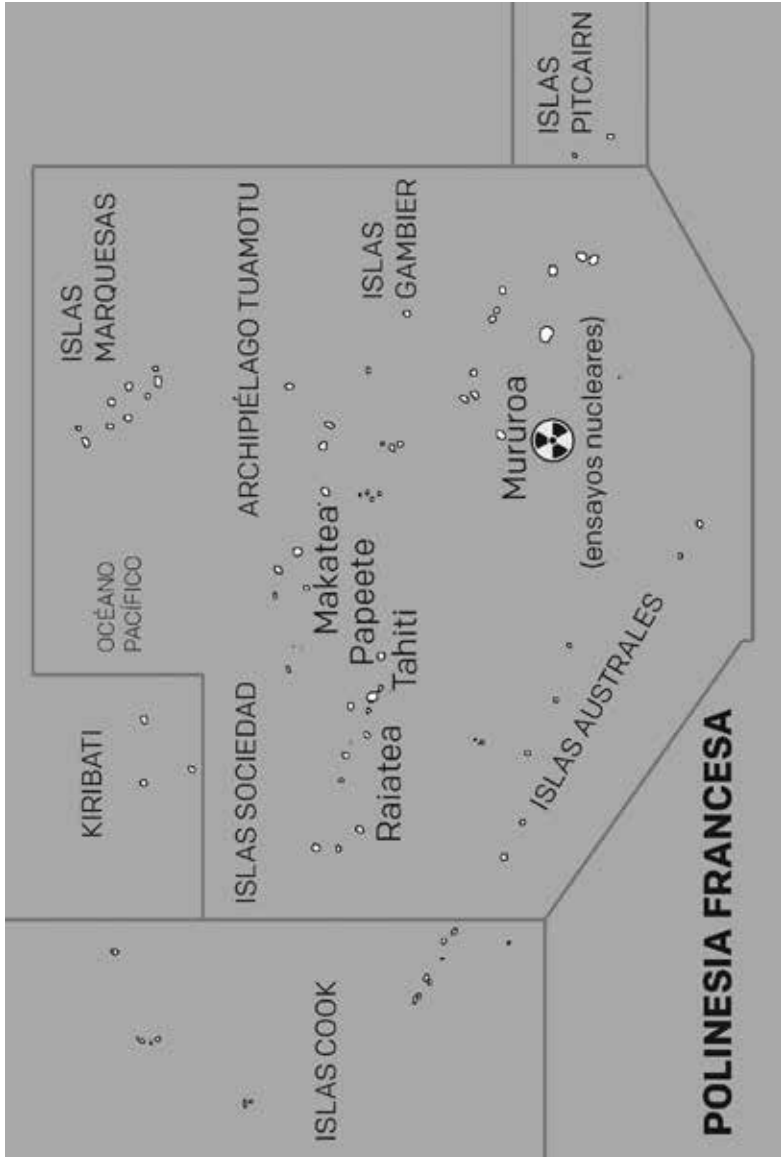 ISLAS
MARQUESAS
OCÉANO
PACÍFICO
KIRIBATI
ARCHIPIÉLAGO TUAMOTU
ISLAS SOCIEDAD
ISLAS
GAMBIER
Makatea
Papeete
Tahiti
Raiatea
ISLAS COOK
Mururoa
(ensayos nucleares)
ISLAS
PITCAIRN
ISLAS AUSTRALES
POLINESIA FRANCESA